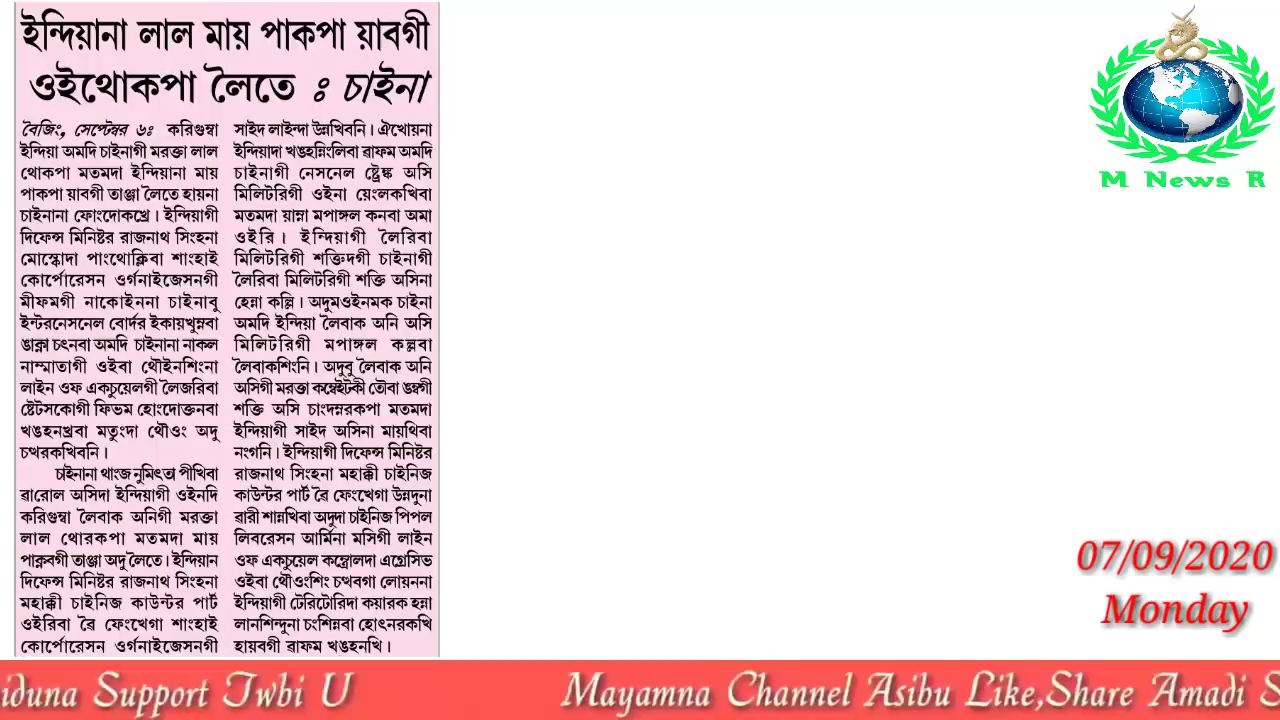 ইন্দিয়ানা লাল মায় পাকপা য়াবগী
ওইথোকপা লৈতে ঃ চাইনা
বৈজিং, সেপ্টেম্বর ৬ঃ করিগুম্বা
ইন্দিয়া অমদি চাইনাগী মরক্তা লাল
থোকপা মতমদা ইন্দিয়ানা মায়
পাকপা য়াবগী তাঞ্জা লৈতে হায়না
চাইনানা ফোংদোকখ্রে। ইন্দিয়াগী
দিফেন্স মিনিষ্টর রাজনাথ সিংহনা
মোস্কোদা পাংথোক্লিবা শাংহাই
কোর্পোরেসন ওর্গনাইজেসনগী
মীফমগী নাকোইননা চাইনাবু
ইন্টরনেসনেল বোর্দর ইকায়খুম্নবা
ঙাক্না চৎনবা অমদি চাইনানা নাকল
নাম্মাতাগী ওইবা থৌইনশিংনা
লাইন ওফ একচুয়েলগী লৈজরিবা
ষ্টেটসকোগী ফিভম হোংদোক্তনবা
খঙহনখ্রবা মতুংদা থৌওং অদু
চত্থরকখিবনি।
চাইনানা থাংজ নুমিৎতা পীখিবা
ৱারোল অসিদা ইন্দিয়াগী ওইনদি
করিগুম্বা লৈবাক অনিগী মরক্তা
লাল থোরকপা মতমদা মায়
পাক্নবগী তাঞ্জা অদু লৈতে। ইন্দিয়ান
দিফেন্স মিনিষ্টর রাজনাথ সিংহনা
মহাক্কী চাইনিজ কাউন্টর পার্ট
ওইরিবা ৱৈ ফেংখেগা শাংহাই
কোর্পোরেসন ওর্গনাইজেসনগী
সাইদ লাইন্দা উন্নখিবনি। ঐখোয়না
ইন্দিয়াদা খঙহন্নিংলিবা ৱাফম অমদি
চাইনাগী নেসনেল ষ্ট্রেঙ্ক অসি
মিলিটরিগী ওইনা য়েংলকখিবা
মতমদা য়াম্না মপাঙ্গল কনবা অমা
ওইরি। ইন্দিয়াগী লৈরিবা
মিলিটরিগী শক্তিদগী চাইনাগী
লৈরিবা মিলিটরিগী শক্তি অসিনা
হেন্না কল্লি। অদুমওইনমক চাইনা
অমদি ইন্দিয়া লৈবাক অনি অসি
মিলিটরিগী মপাঙ্গল কল্লবা
লৈবাকশিংনি। অদুবু লৈবাক অনি
অসিগী মরক্তা কম্বেইটকী তৌবা ঙম্বগী
শক্তি অসি চাংদম্নরকপা মতমদা
ইন্দিয়াগী সাইদ অসিনা মায়থিবা
নংগনি। ইন্দিয়াগী দিফেন্স মিনিষ্টর
রাজনাথ সিংহনা মহাক্কী চাইনিজ
কাউন্টর পার্ট ৱৈ ফেংখেগা উন্নদুনা
ৱারী শান্নখিবা অদুদা চাইনিজ পিপল
লিবরেসন আর্মিনা মসিগী লাইন
ওফ একচুয়েল কন্ত্রোলদা এগ্রেসিভ
ওইবা থৌওংশিং চত্থবগা লোয়ননা
ইন্দিয়াগী টেরিটোরিদা কয়ারক হন্না
লানশিন্দুনা চংশিন্নবা হোৎনরকখি
হায়বগী ৱাফম খঙহনখি।
M News R
07/09/2020
Monday
iduna Support Iwbi U Mayamna Channel Asibu Like,Share Amadi S